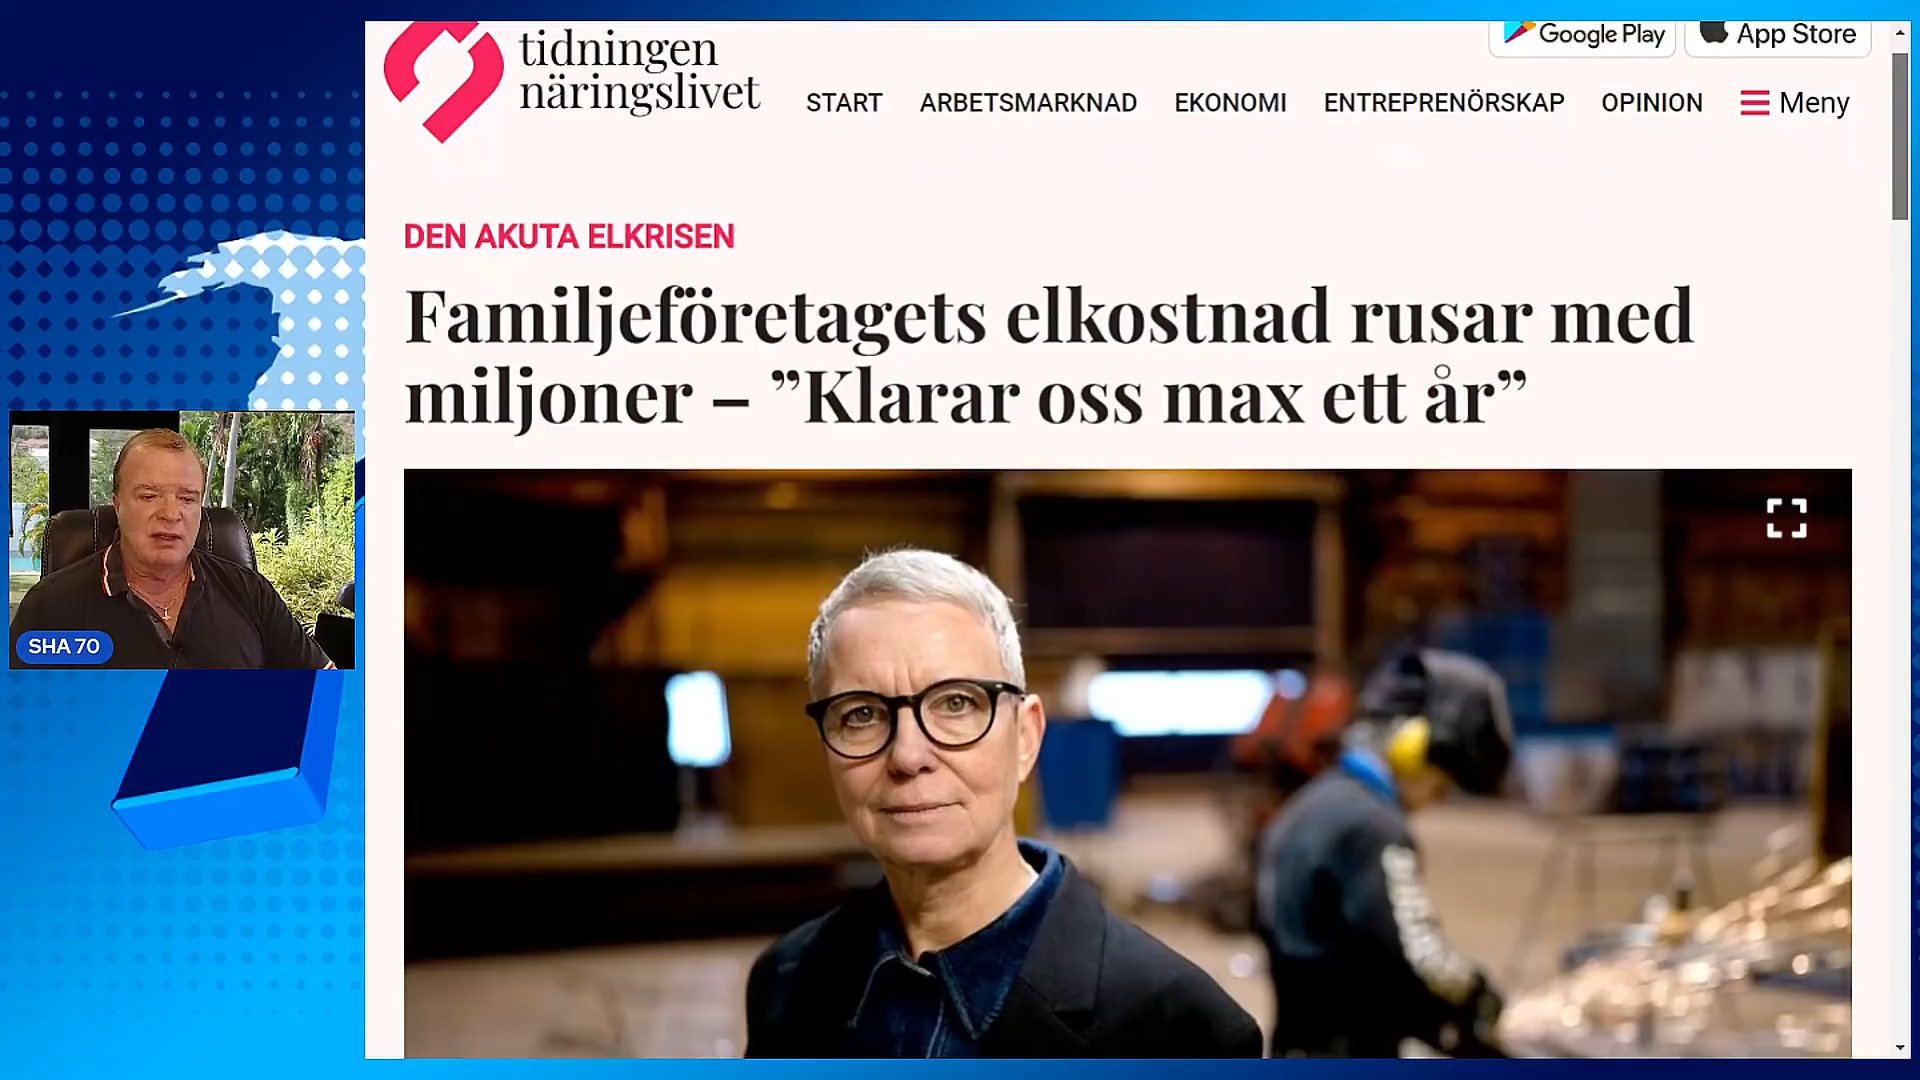 tidningen
näringslivet
Google Play
App Store
START
ARBETSMARKNAD
EKONOMI
ENTREPRENÖRSKAP
OPINION
Meny
DEN AKUTA ELKRISEN
Familjeföretagets elkostnad rusar med
miljoner – ”Klarar oss max ett år”
SHA 70